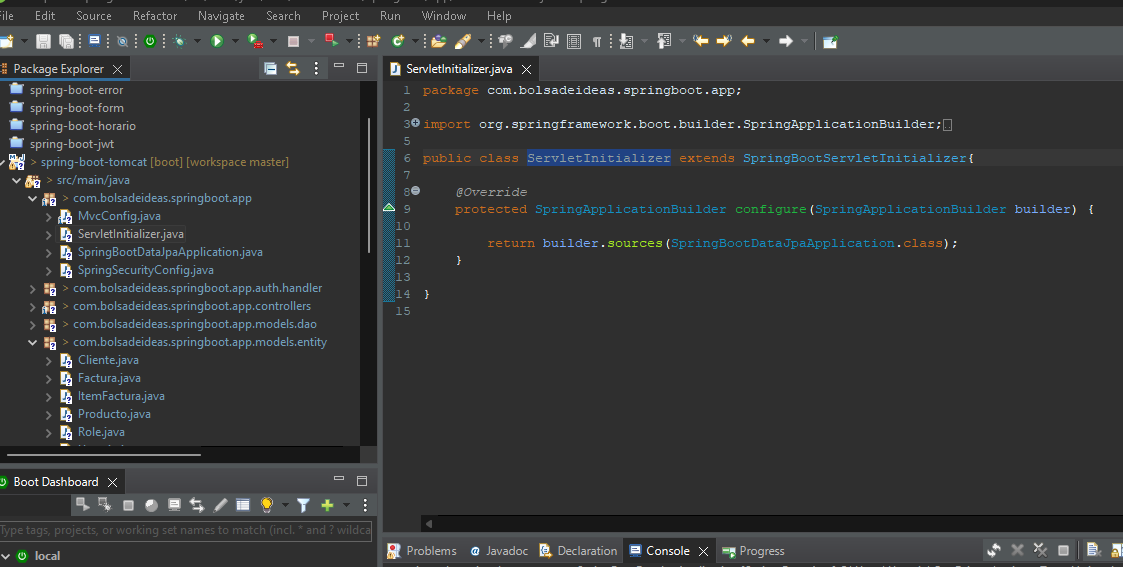 File Edit Source Refactor Navigate Search Project Run Window Help
Package Explorer
spring-boot-error
spring-boot-form
spring-boot-horario
spring-boot-jwt
> spring-boot-tomcat [boot] [workspace master]
> src/main/java
> com.bolsadeideas.springboot.app
> MvcConfig.java
> ServletInitializer.java
> SpringBootDataJpaApplication.java
> SpringSecurityConfig.java
> com.bolsadeideas.springboot.app.auth.handler
> com.bolsadeideas.springboot.app.controllers
> com.bolsadeideas.springboot.app.models.dao
> com.bolsadeideas.springboot.app.models.entity
> Cliente.java
> Factura.java
> ItemFactura.java
> Producto.java
> Role.java
Boot Dashboard
Type tags, projects, or working set names to match (incl. * and ? wildca
local
ServletInitializer.java
1 package com.bolsadeideas.springboot.app;
2
3 import org.springframework.boot.builder.SpringApplicationBuilder;
5
6 public class ServletInitializer extends SpringBootServletInitializer{
7
8 @Override
9 protected SpringApplicationBuilder configure(SpringApplicationBuilder builder) {
10
11 return builder.sources(SpringBootDataJpaApplication.class);
12 }
13
14 }
15
Problems Javadoc Declaration Console Progress